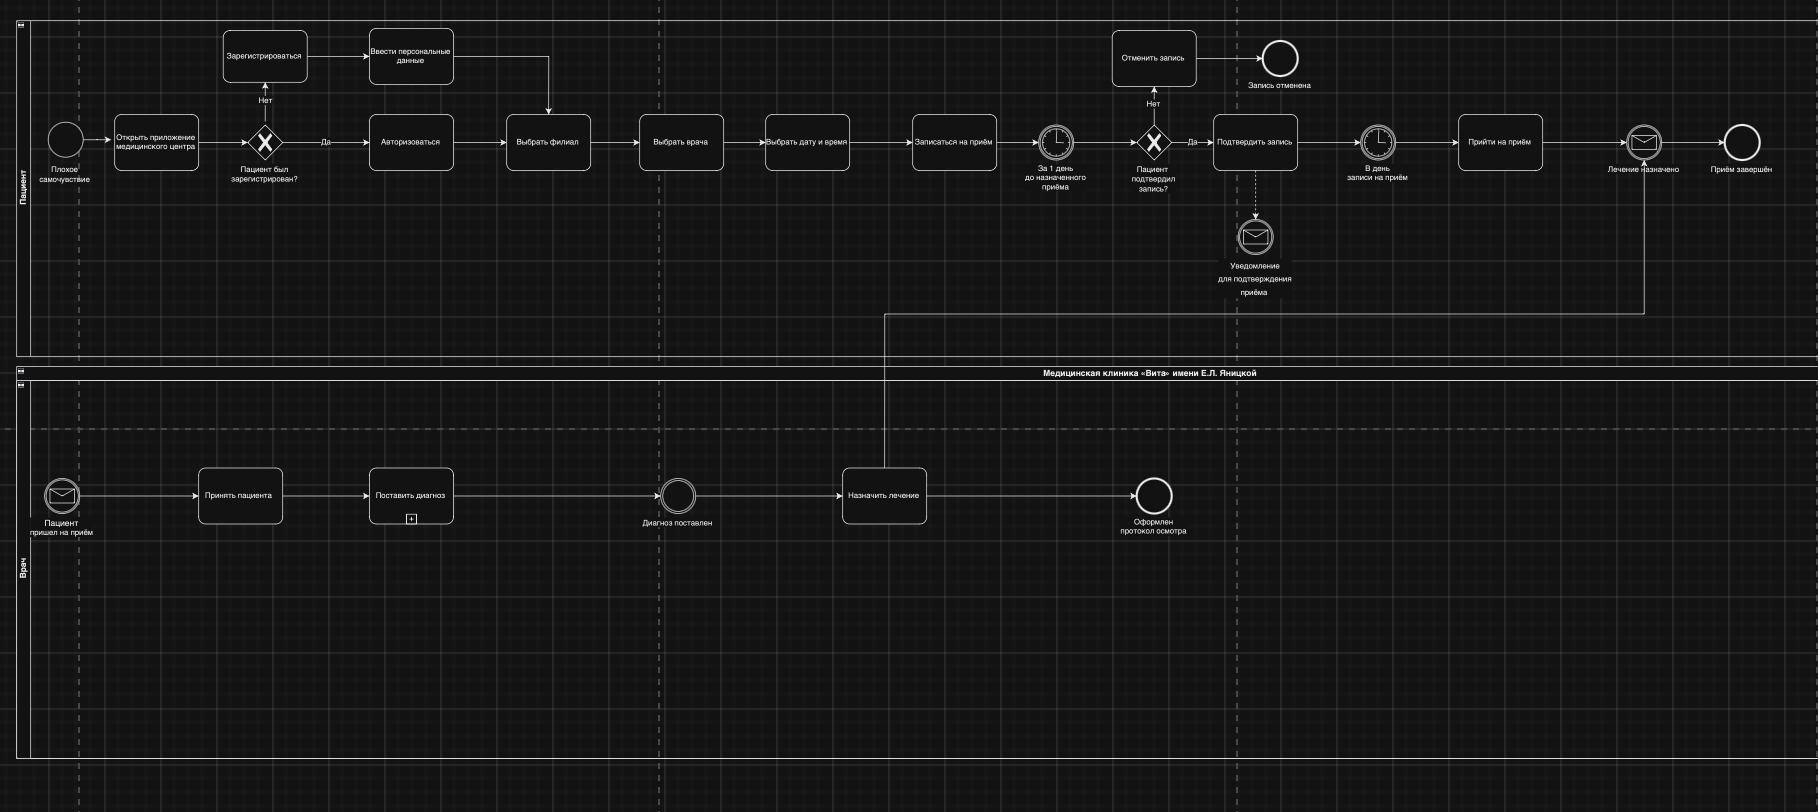 Пациент
Зарегистрироваться
Ввести персональные
данные
Отменить запись
Запись отменена
Нет
Нет
Плохое
самочувствие
Открыть приложение
медицинского центра
Пациент был
зарегистрирован?
Да
Авторизоваться
Выбрать филиал
Выбрать врача
Выбрать дату и время
Записаться на приём
За 1 день
до назначенного
приёма
Пациент
подтвердил
запись?
Да
Подтвердить запись
В день
записи на приём
Прийти на приём
Лечение назначено
Приём завершён
Уведомление
для подтверждения
приёма
Медицинская клиника «Вита» имени Е.Л. Яницкой
Врач
Пациент
пришел на приём
Принять пациента
Поставить диагноз
Диагноз поставлен
Назначить лечение
Оформлен
протокол осмотра